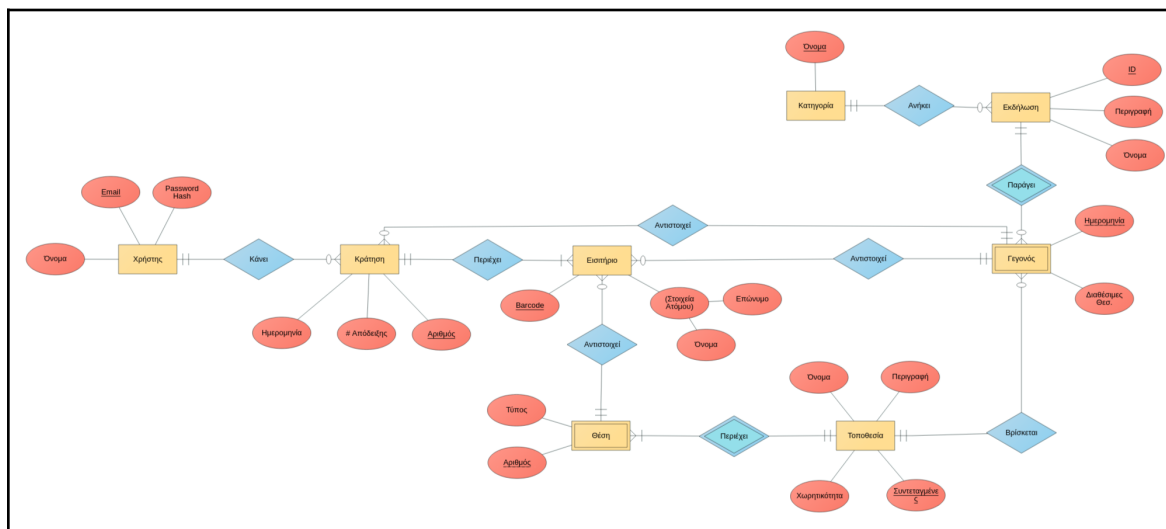 Όνομα
ID
Κατηγορία
Ανήκει
Εκδήλωση
Περιγραφή
Όνομα
Email
Password
Hash
Παράγει
Ημερομηνία
Αντιστοιχεί
Όνομα
Χρήστης
Κάνει
Κράτηση
Περιέχει
Εισιτήριο
Αντιστοιχεί
Γεγονός
Διαθέσιμες
Θεσ.
Barcode
(Στοιχεία
Ατόμου)
Επώνυμο
Ημερομηνία
# Απόδειξης
Αριθμός
Αντιστοιχεί
Όνομα
Όνομα
Περιγραφή
Τύπος
Θέση
Περιέχει
Τοποθεσία
Βρίσκεται
Αριθμός
Χωρητικότητα
Συντεταγμένε
ς